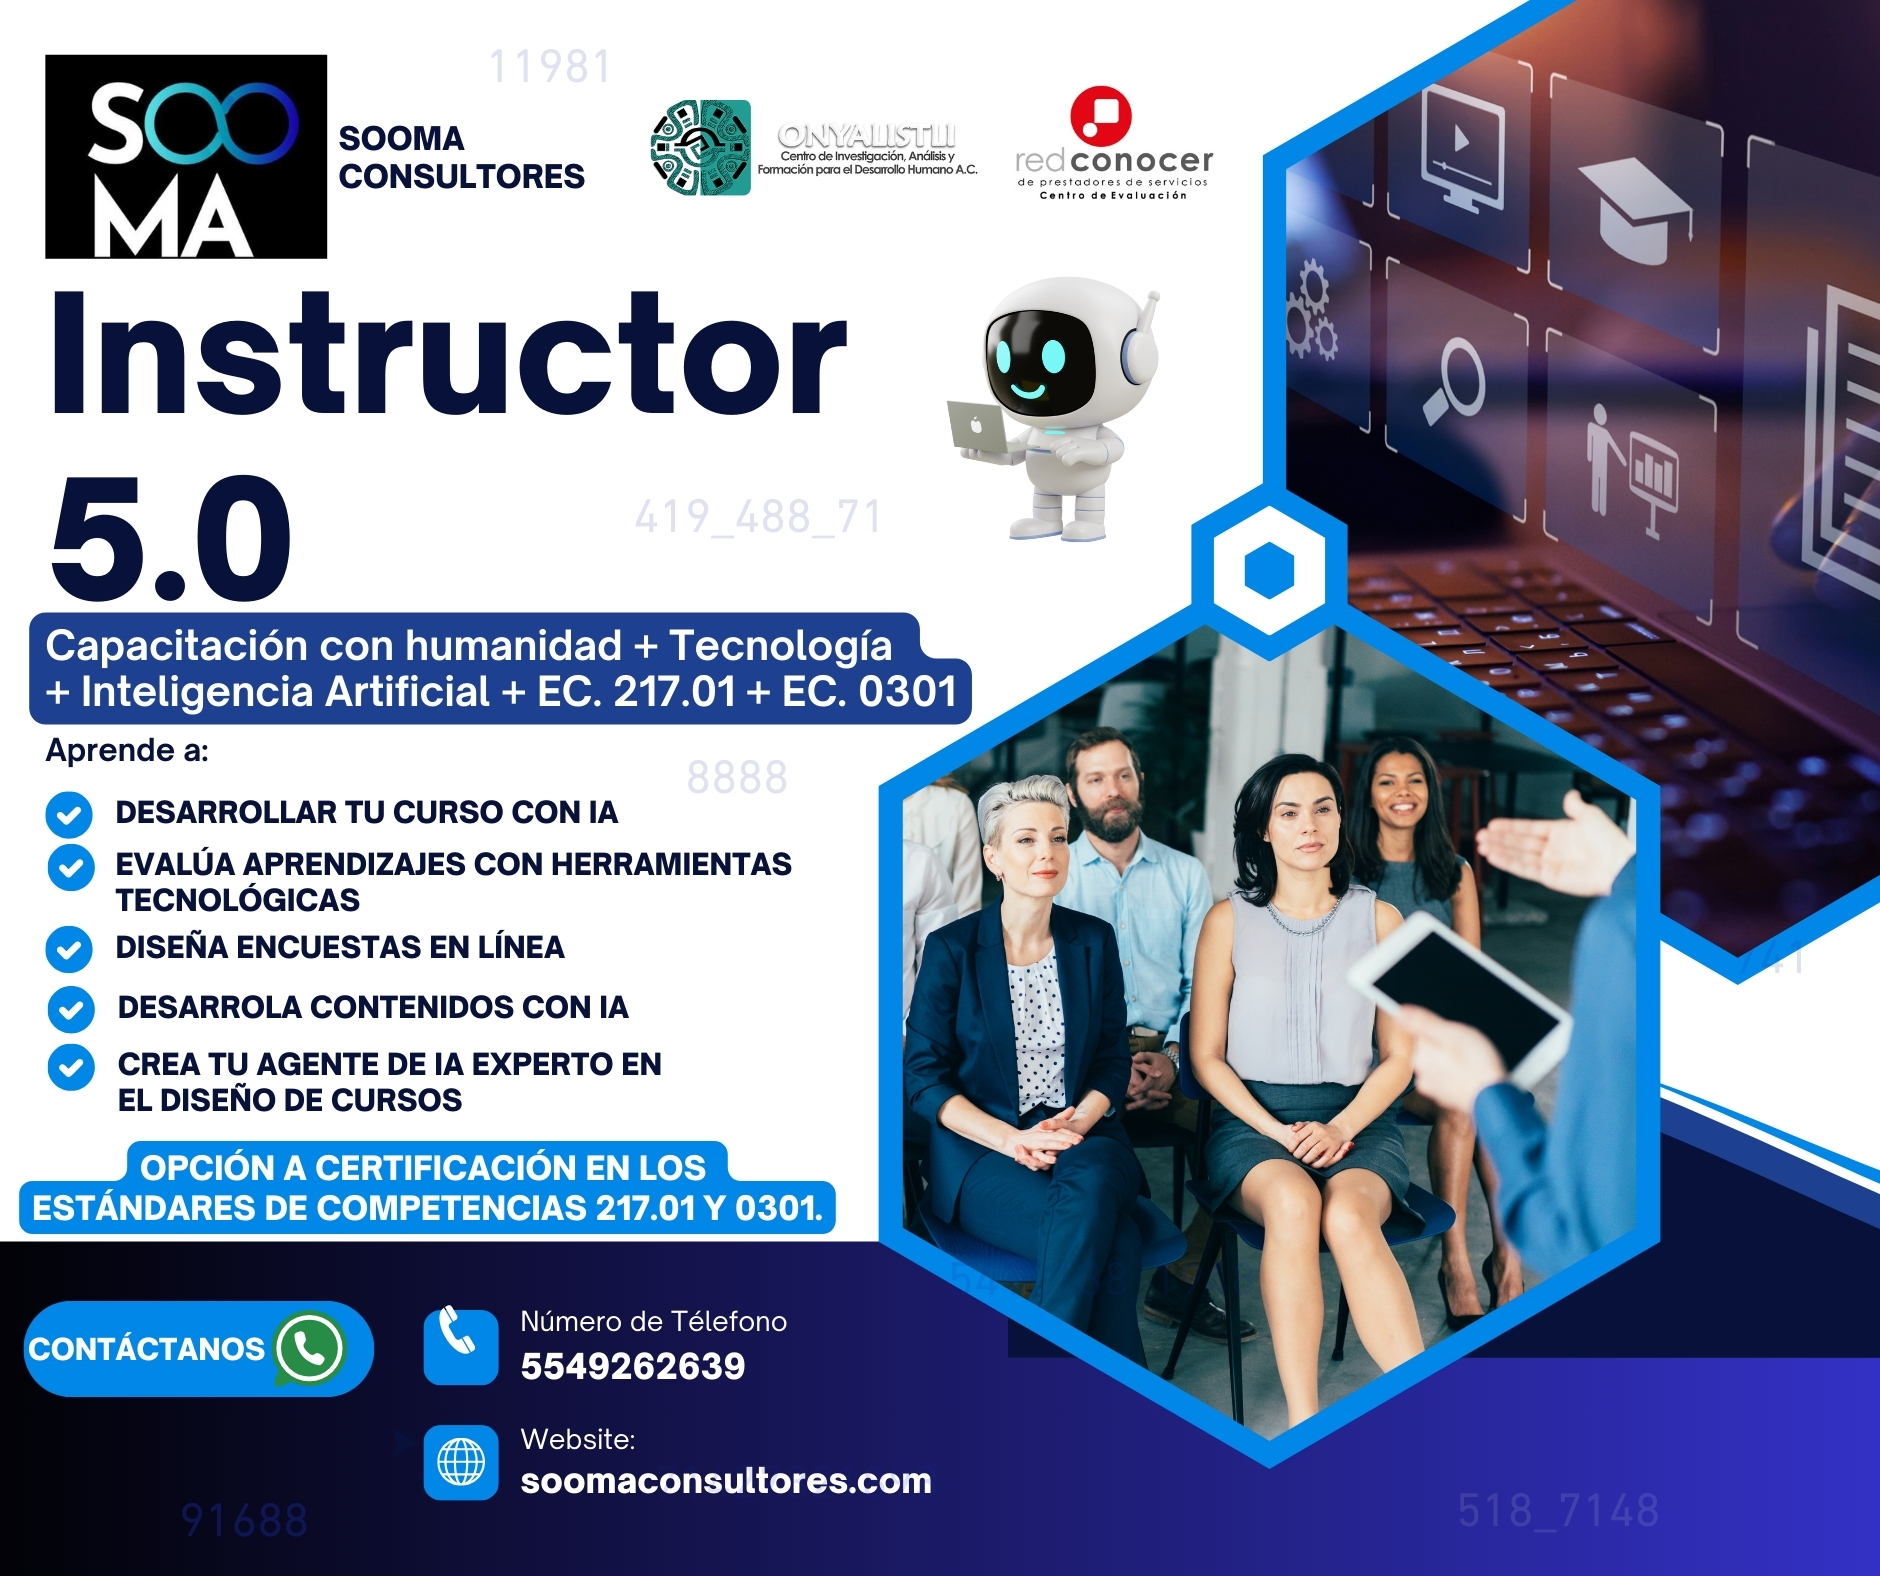 11981
SOO
MA
SOOMA
CONSULTORES
ONYALISTLI
Centro de Investigación, Análisis y
Formación para el Desarrollo Humano A.C.
redconocer
de prestadores de servicios
Centro de Evaluación
Instructor
5.0
419_488_71
Capacitación con humanidad + Tecnología
+ Inteligencia Artificial + EC. 217.01 + EC. 0301
Aprende a:
8888
DESARROLLAR TU CURSO CON IA
EVALÚA APRENDIZAJES CON HERRAMIENTAS
TECNOLÓGICAS
DISEÑA ENCUESTAS EN LÍNEA
DESARROLA CONTENIDOS CON IA
CREA TU AGENTE DE IA EXPERTO EN
EL DISEÑO DE CURSOS
OPCIÓN A CERTIFICACIÓN EN LOS
ESTÁNDARES DE COMPETENCIAS 217.01 Y 0301.
CONTÁCTANOS
Número de Télefono
5549262639
Website:
soomaconsultores.com
91688
518_7148